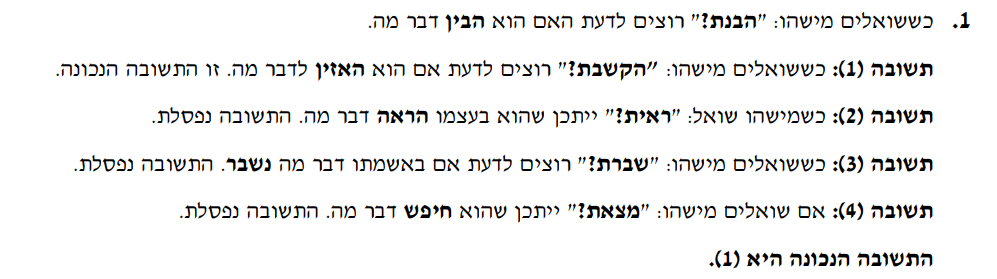 1. כששואלים מישהו: "הבנת?" רוצים לדעת האם הוא הבין דבר מה.
תשובה (1): כששואלים מישהו: "הקשבת?" רוצים לדעת אם הוא האזין לדבר מה. זו התשובה הנכונה.
תשובה (2): כשמישהו שואל: "ראית?" ייתכן שהוא בעצמו הראה דבר מה. התשובה נפסלת.
תשובה (3): כששואלים מישהו: "שברת?" רוצים לדעת אם באשמתו דבר מה נשבר. התשובה נפסלת.
תשובה (4): אם שואלים מישהו: "מצאת?" ייתכן שהוא חיפש דבר מה. התשובה נפסלת.
התשובה הנכונה היא (1).